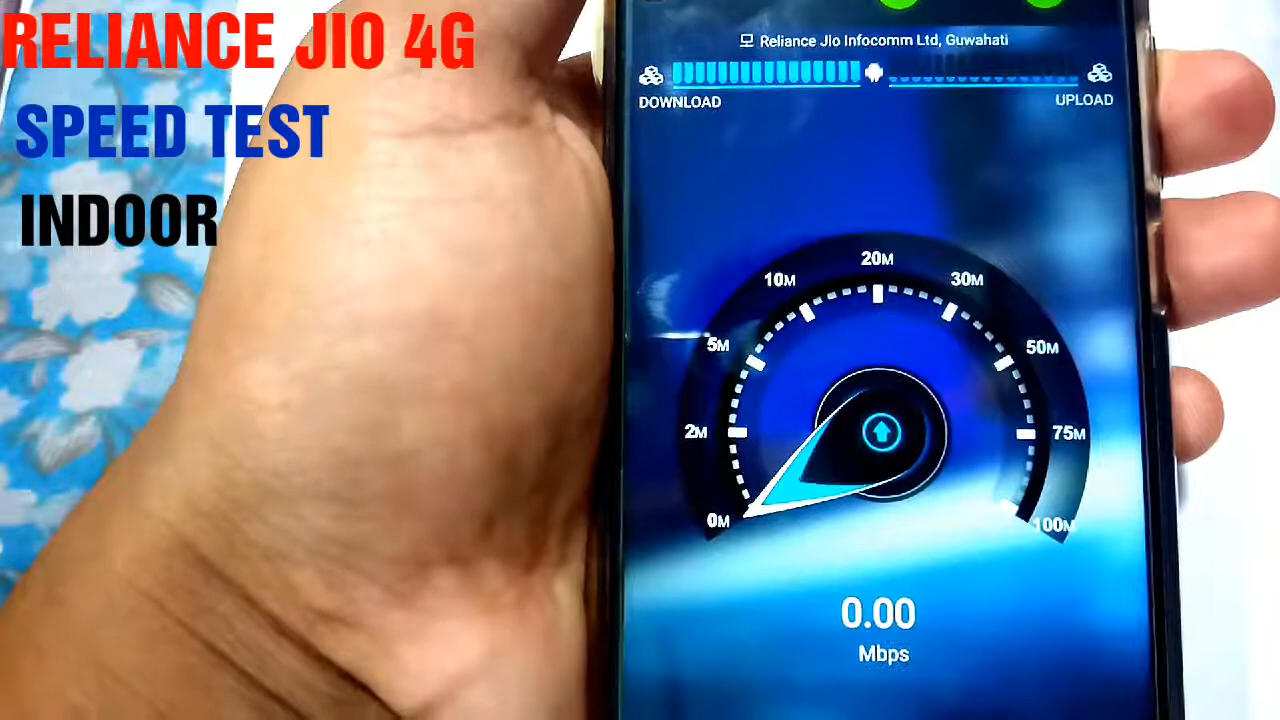 RELIANCE JIO 4G
SPEED TEST
INDOOR
Reliance Jio Infocomm Ltd, Guwahati
DOWNLOAD
UPLOAD
20M
10M
30M
5M
50M
2M
75M
0M
100M
0.00
Mbps